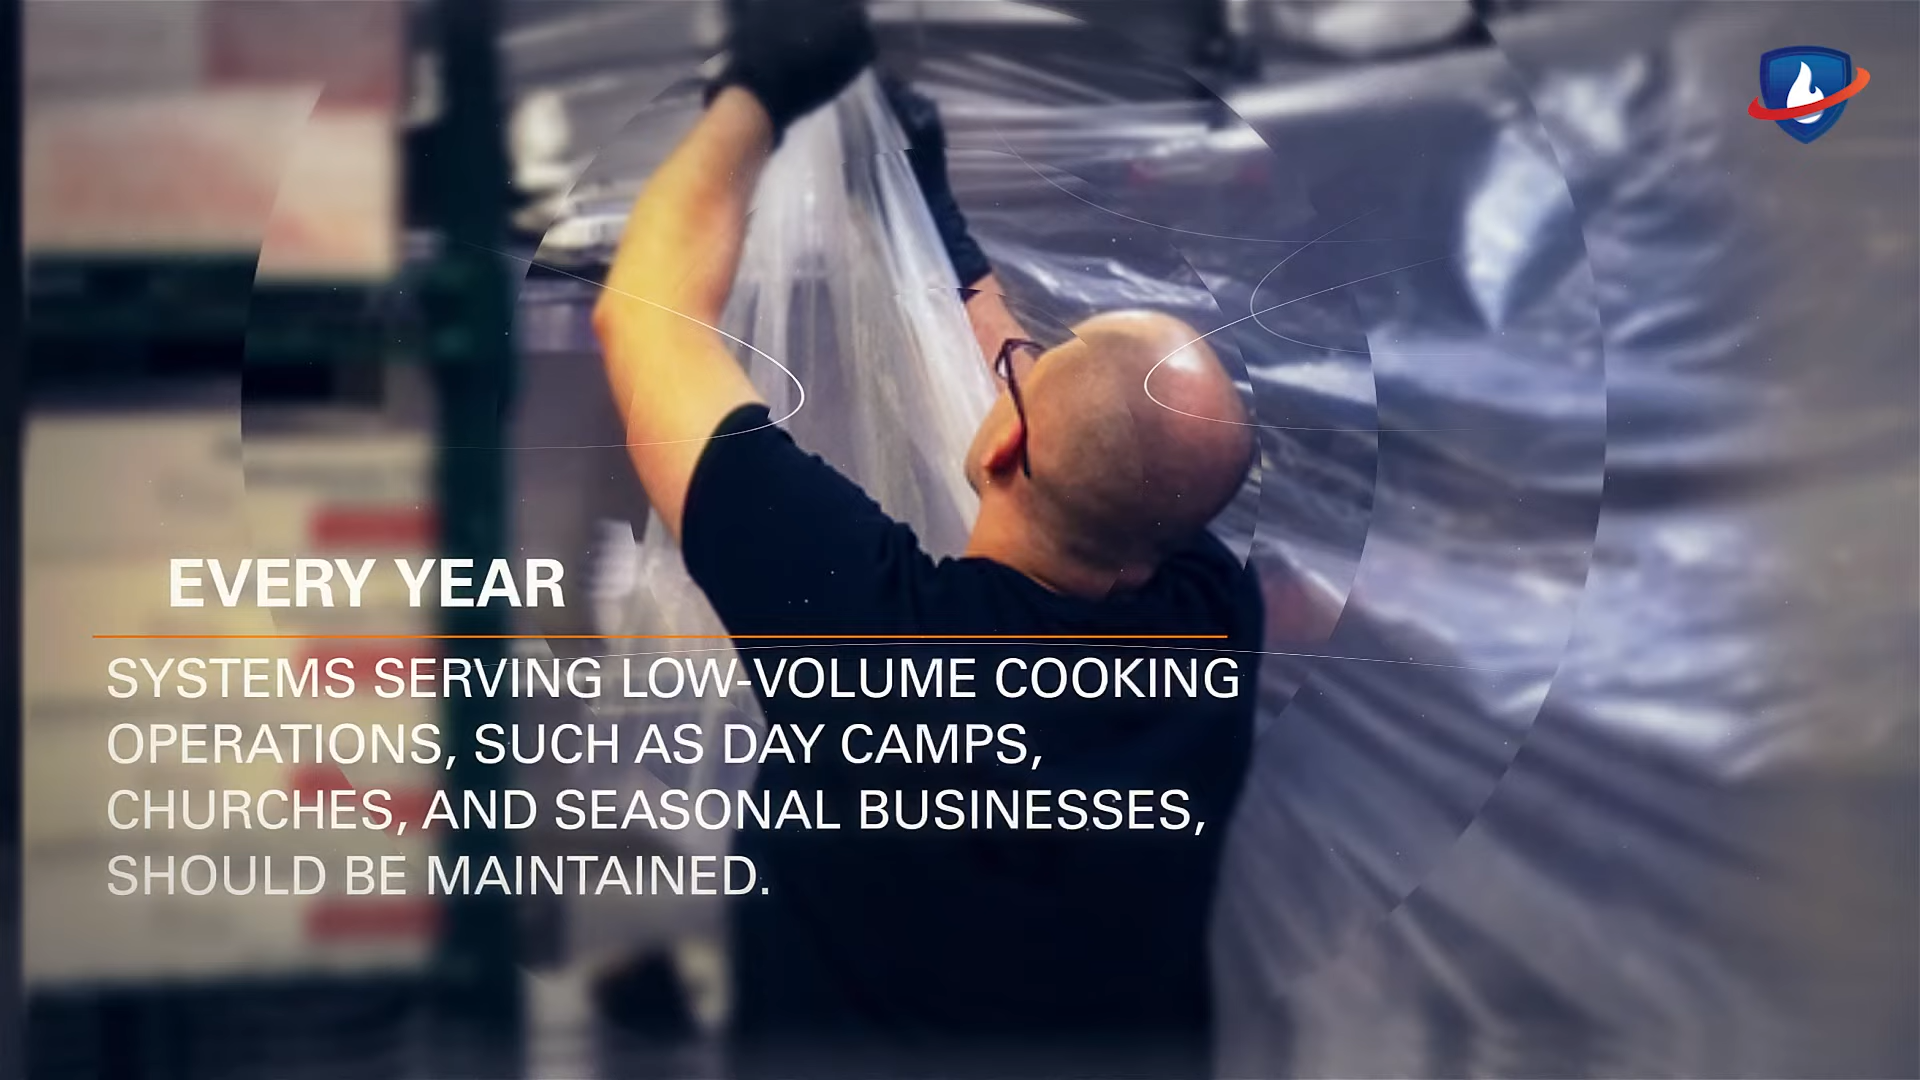 EVERY YEAR
SYSTEMS SERVING LOW-VOLUME COOKING
OPERATIONS, SUCH AS DAY CAMPS,
CHURCHES, AND SEASONAL BUSINESSES,
SHOULD BE MAINTAINED.